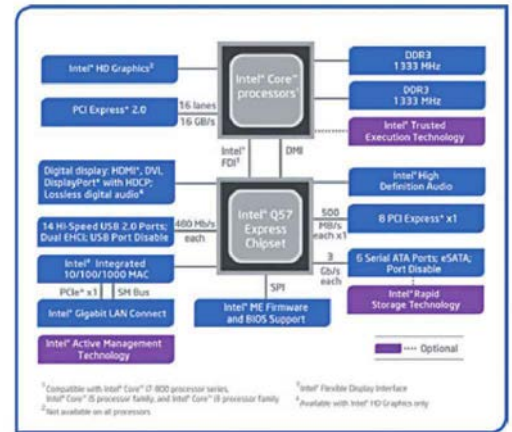 Intel® HD Graphics²
PCI Express* 2.0
16 lanes
16 GB/s
Intel® Core™
processors¹
DDR3
1333 MHz
DDR3
1333 MHz
Intel® Trusted
Execution Technology
Intel®
FDI³
DMI
Digital display: HDMI*, DVI,
DisplayPort* with HDCP;
Lossless digital audio⁴
Intel® High
Definition Audio
14 Hi-Speed USB 2.0 Ports;
Dual EHCI; USB Port Disable
480 Mb/s
each
Intel® Q57
Express
Chipset
500
MB/s
each x1
8 PCI Express* x1
Intel® Integrated
10/100/1000 MAC
3
Gb/s
each
6 Serial ATA Ports; eSATA;
Port Disable
PCIe* x1
SM Bus
SPI
Intel® Gigabit LAN Connect
Intel® ME Firmware
and BIOS Support
Intel® Rapid
Storage Technology
Intel® Active Management
Technology
Optional
¹Compatible with Intel® Core™ i7-800 processor series,
Intel® Core™ i5 processor family, and Intel® Core™ i3 processor family
²Not available on all processors
³Intel® Flexible Display Interface
⁴Available with Intel® HD Graphics only